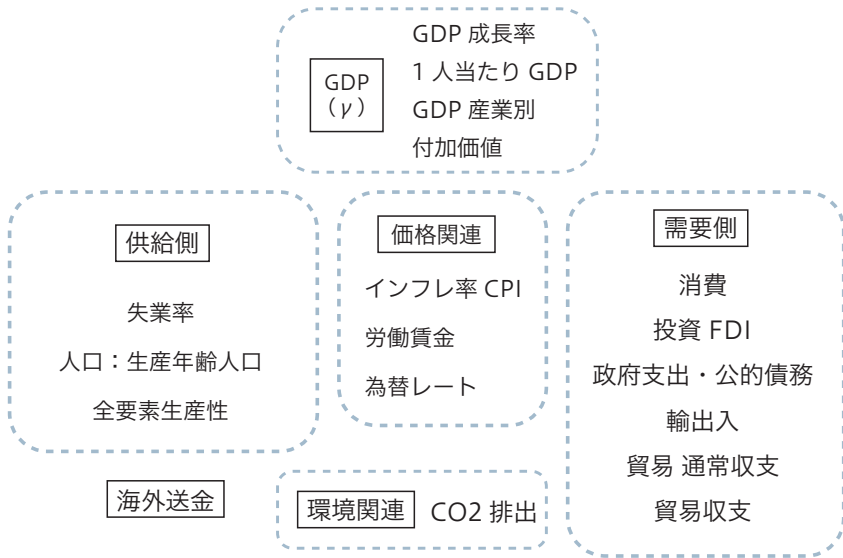 GDP
(γ)
GDP 成長率
1 人当たり GDP
GDP 産業別
付加価値
供給側
失業率
人口：生産年齢人口
全要素生産性
価格関連
インフレ率 CPI
労働賃金
為替レート
需要側
消費
投資 FDI
政府支出・公的債務
輸出入
貿易 通常収支
貿易収支
海外送金
環境関連 CO2 排出